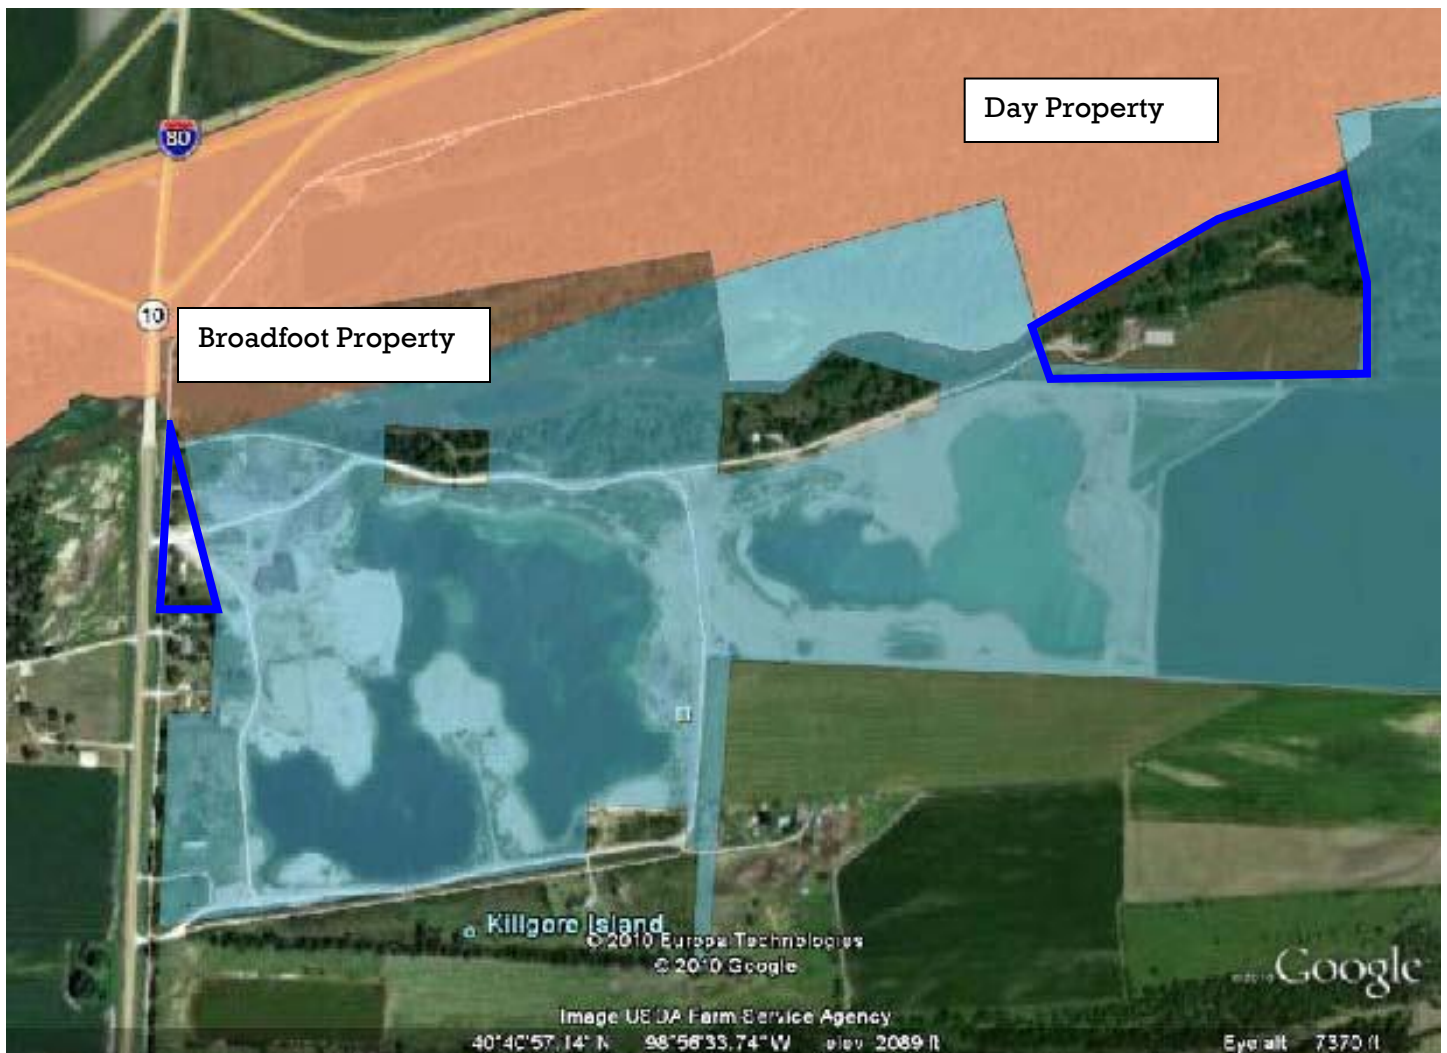 Day Property
80
10
Broadfoot Property
Killgore Island
© 2010 Europa Technologies
© 2010 Google
©2010 Google
Image USDA Farm Service Agency
40°40'57.14" N 98°56'33.74" W elev 2089 ft Eye alt 7370 ft